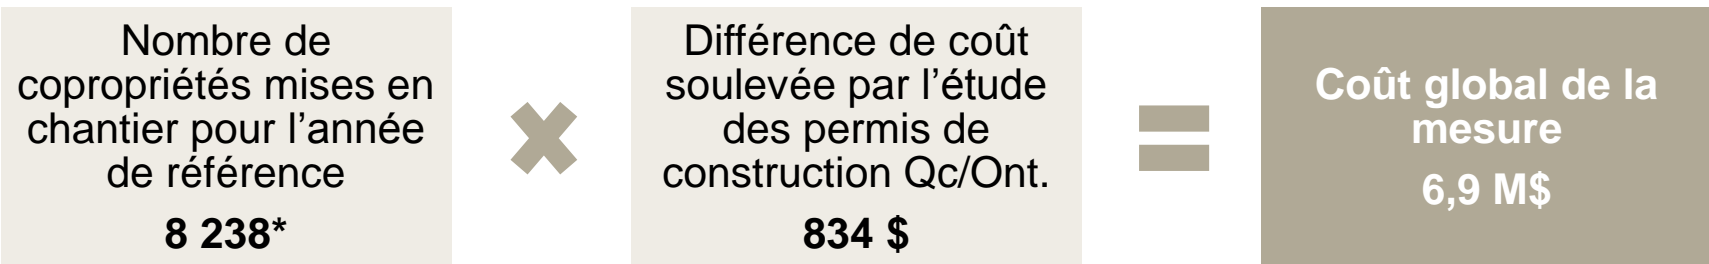 Nombre de
copropriétés mises en
chantier pour l’année
de référence
8 238*
Différence de coût
soulevée par l’étude
des permis de
construction Qc/Ont.
834 $
Coût global de la
mesure
6,9 M$